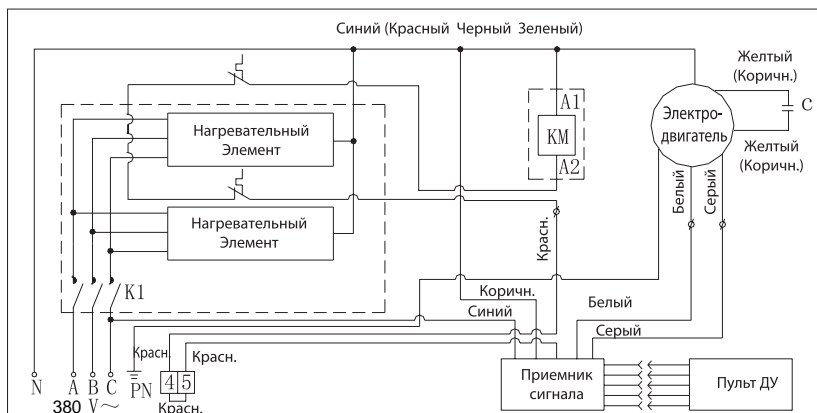 Синий (Красный Черный Зеленый)
Желтый
(Коричн.)
A1
KM
A2
Электро-
двигатель
C
Желтый
(Коричн.)
Нагревательный
Элемент
Нагревательный
Элемент
Белый
Серый
Красн.
K1
Коричн.
Синий
Белый
Серый
Красн.
Красн.
N
A
B
C
PN
4 5
380 V~
Красн.
Приемник
сигнала
Пульт ДУ